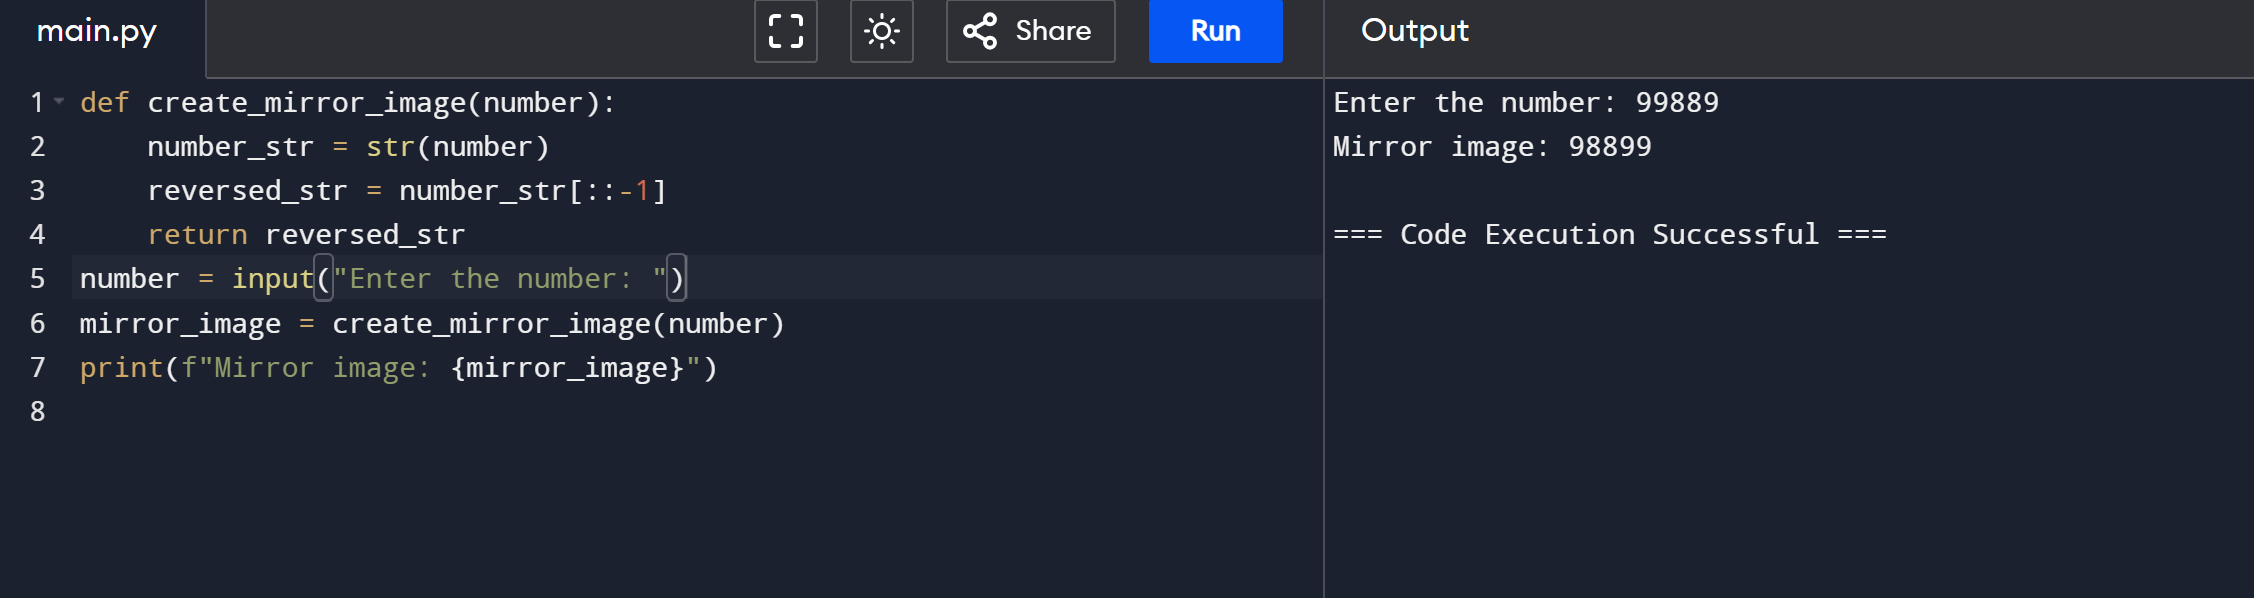 main.py
Share
Run
Output
1 def create_mirror_image(number):
2     number_str = str(number)
3     reversed_str = number_str[::-1]
4     return reversed_str
5 number = input("Enter the number: ")
6 mirror_image = create_mirror_image(number)
7 print(f"Mirror image: {mirror_image}")
8
Enter the number: 99889
Mirror image: 98899
=== Code Execution Successful ===